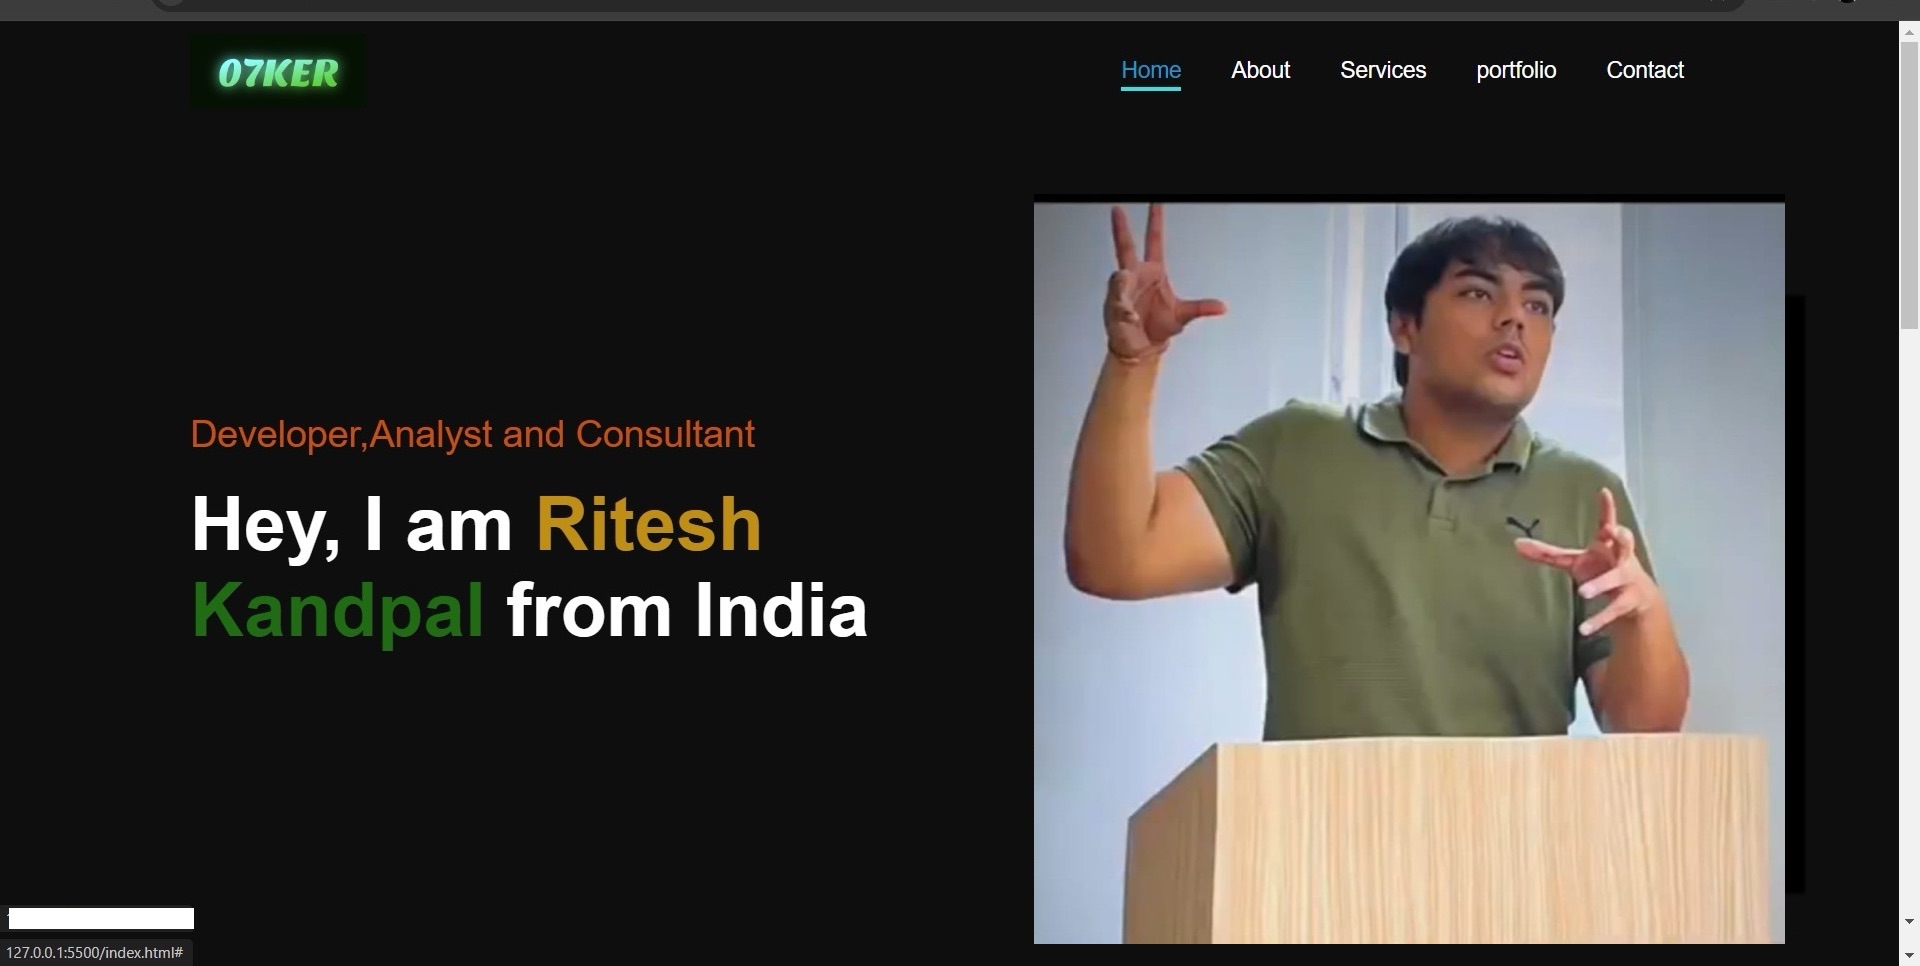 07KER
Home About Services portfolio Contact
Developer,Analyst and Consultant
Hey, I am Ritesh
Kandpal from India
127.0.0.1:5500/index.html#